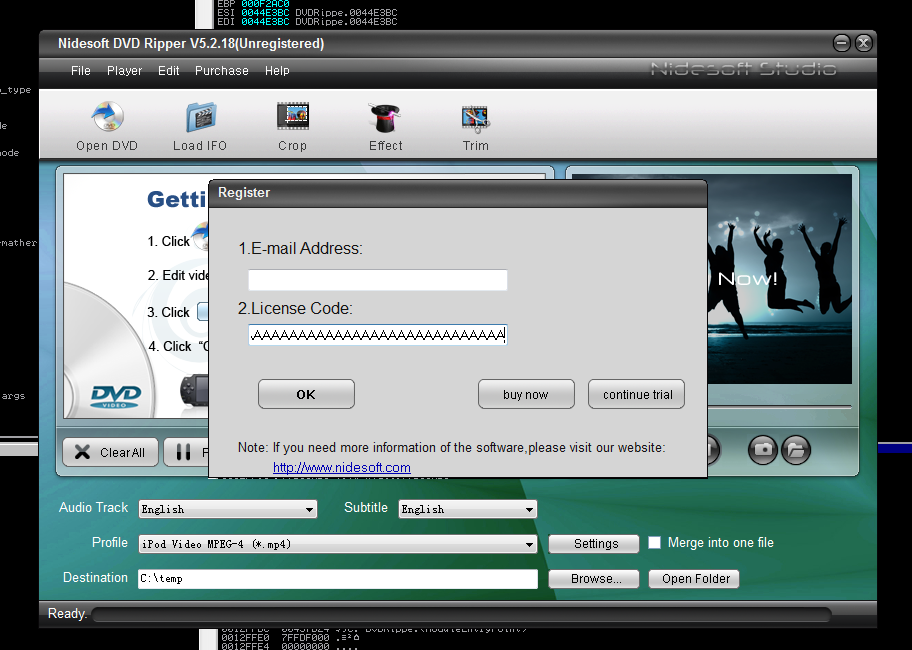 EBP 000F2AC0
ESI 0044E3BC DVDRippe.0044E3BC
EDI 0044E3BC DVDRippe.0044E3BC
Nidesoft DVD Ripper V5.2.18(Unregistered)
File Player Edit Purchase Help
Nidesoft Studio
_type
Open DVD Load IFO Crop Effect Trim
Register
Getti
1. Click
2. Edit vide
3. Click
4. Click “C
1.E-mail Address:
2.License Code:
AAAAAAAAAAAAAAAAAAAAAAAAAAAA
Now!
mather
args
DVD
VIDEO
OK buy now continue trial
Clear All
Note: If you need more information of the software,please visit our website:
http://www.nidesoft.com
Audio Track English Subtitle English
Profile iPod Video MPEG-4 (*.mp4) Settings Merge into one file
Destination C:\temp Browse... Open Folder
Ready.
0012FFE0 7FFDF000
0012FFE4 00000000 ....